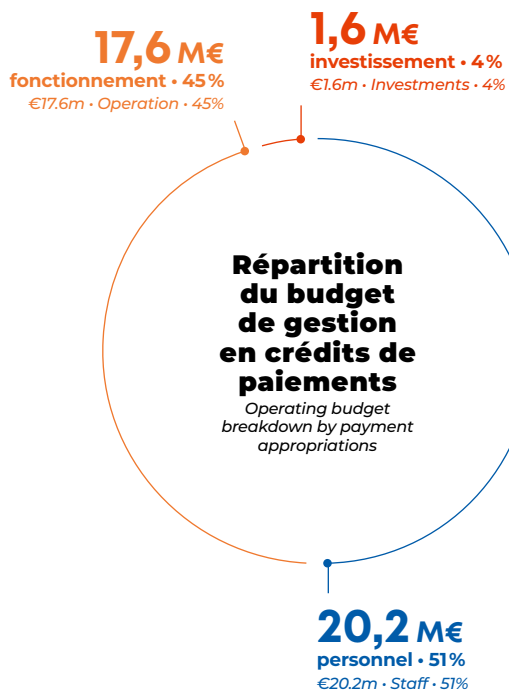 17,6 M€
fonctionnement • 45 %
€17.6m • Operation • 45%
1,6 M€
investissement • 4 %
€1.6m • Investments • 4%
Répartition
du budget
de gestion
en crédits de
paiements
Operating budget
breakdown by payment
appropriations
20,2 M€
personnel • 51 %
€20.2m • Staff • 51%